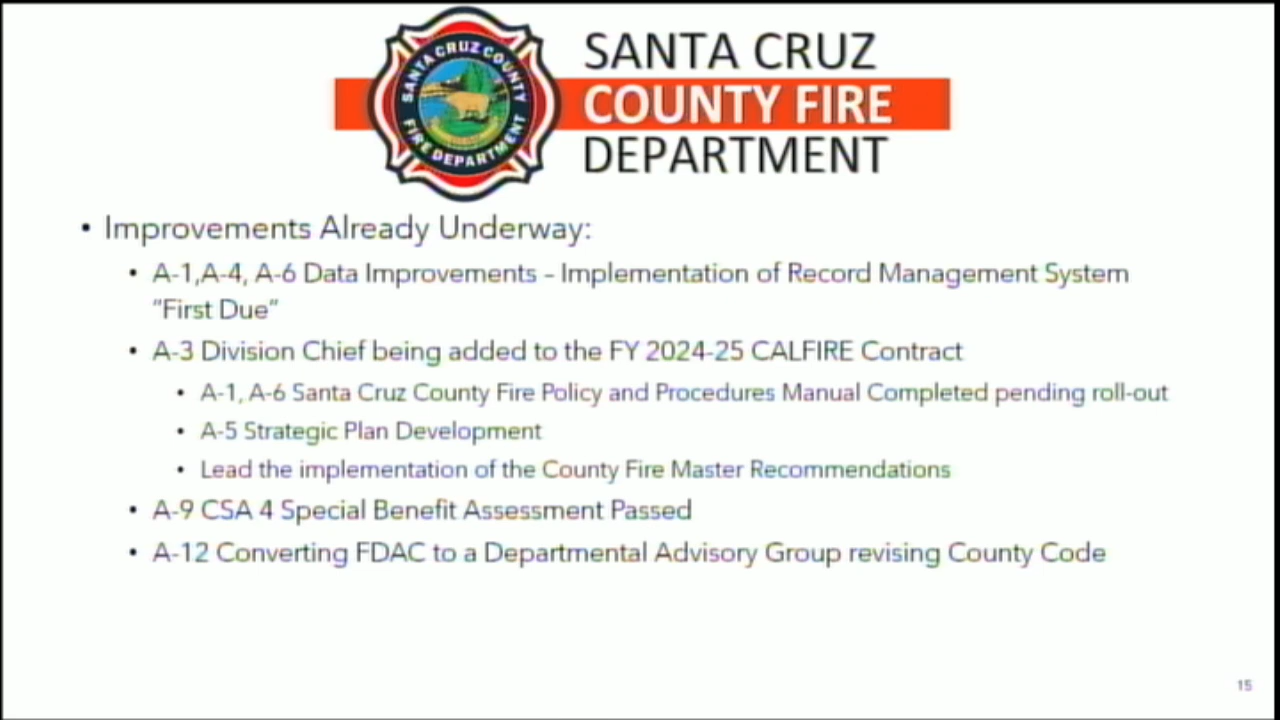 SANTA CRUZ COUNTY
FIRE DEPARTMENT
SANTA CRUZ
COUNTY FIRE
DEPARTMENT
• Improvements Already Underway:
• A-1,A-4, A-6 Data Improvements – Implementation of Record Management System
"First Due"
• A-3 Division Chief being added to the FY 2024-25 CALFIRE Contract
• A-1, A-6 Santa Cruz County Fire Policy and Procedures Manual Completed pending roll-out
• A-5 Strategic Plan Development
• Lead the implementation of the County Fire Master Recommendations
• A-9 CSA 4 Special Benefit Assessment Passed
• A-12 Converting FDAC to a Departmental Advisory Group revising County Code
15